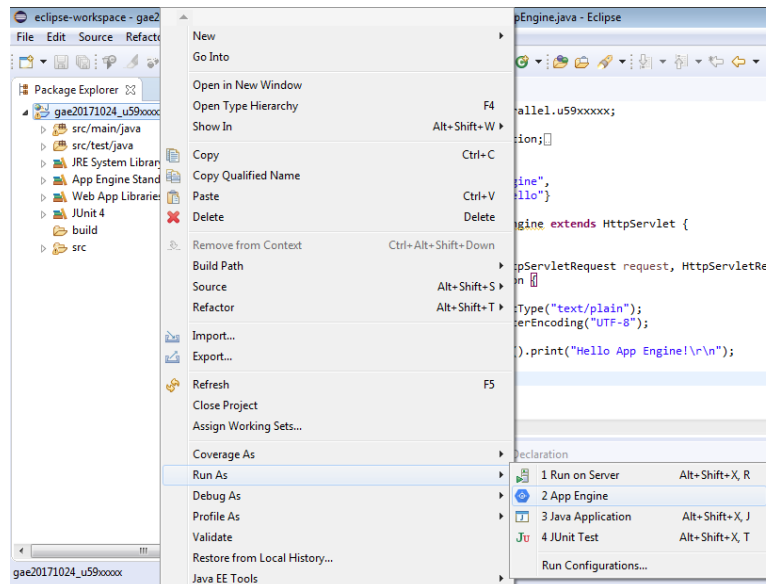 eclipse-workspace - gae2
pEngine.java - Eclipse
File Edit Source Refacto
Package Explorer
gae20171024_u59xxxx
src/main/java
src/test/java
JRE System Library
App Engine Stand
Web App Libraries
JUnit 4
build
src
gae20171024_u59xxxx
New
Go Into
Open in New Window
Open Type Hierarchy F4
Show In Alt+Shift+W
Copy Ctrl+C
Copy Qualified Name
Paste Ctrl+V
Delete Delete
Remove from Context Ctrl+Alt+Shift+Down
Build Path
Source Alt+Shift+S
Refactor Alt+Shift+T
Import...
Export...
Refresh F5
Close Project
Assign Working Sets...
Coverage As
Run As
Debug As
Profile As
Validate
Restore from Local History...
Java EE Tools
rallel.u59xxxxx;
ion;
gine",
ello"}
ngine extends HttpServlet {
tpServletRequest request, HttpServletRe
on {
tType("text/plain");
terEncoding("UTF-8");
().print("Hello App Engine!\r\n");
Declaration
1 Run on Server Alt+Shift+X, R
2 App Engine
3 Java Application Alt+Shift+X, J
Ju 4 JUnit Test Alt+Shift+X, T
Run Configurations...